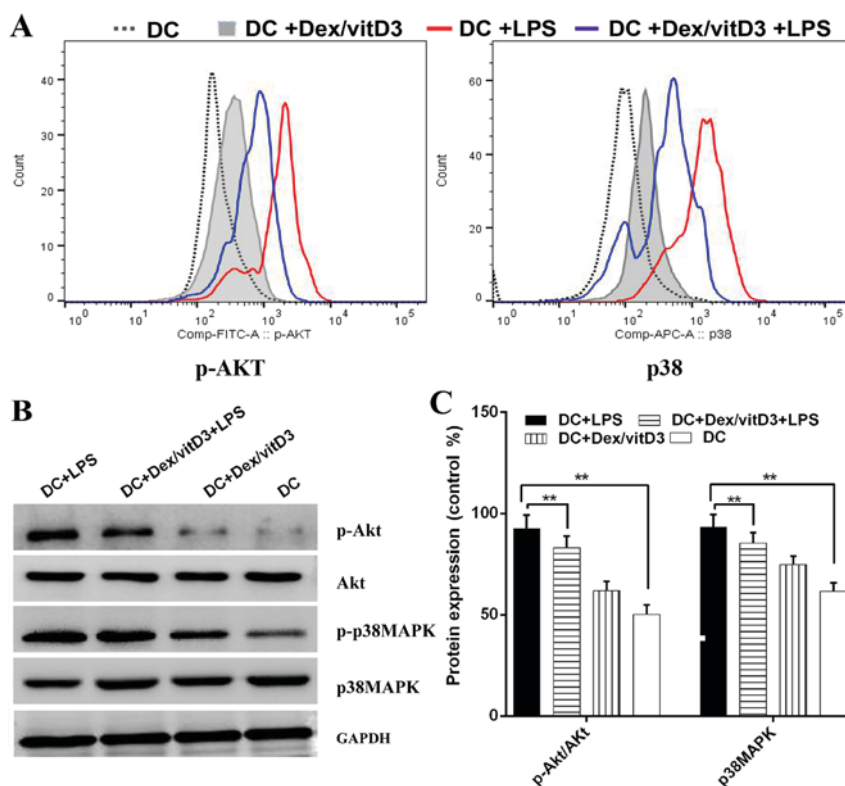 A
DC DC +Dex/vitD3 DC +LPS DC +Dex/vitD3 +LPS
Count
40
30
20
10
0
10^0 10^1 10^2 10^3 10^4 10^5
Comp-FITC-A :: p-AKT
p-AKT
Count
60
40
20
0
10^0 10^1 10^2 10^3 10^4 10^5
Comp-APC-A :: p38
p38
B
DC+LPS
DC+Dex/vitD3+LPS
DC+Dex/vitD3
DC
p-Akt
Akt
p-p38MAPK
p38MAPK
GAPDH
C
Protein expression (control %)
150
100
50
0
DC+LPS DC+Dex/vitD3+LPS
DC+Dex/vitD3 DC
** **
** **
p-Akt/AKt
p38MAPK